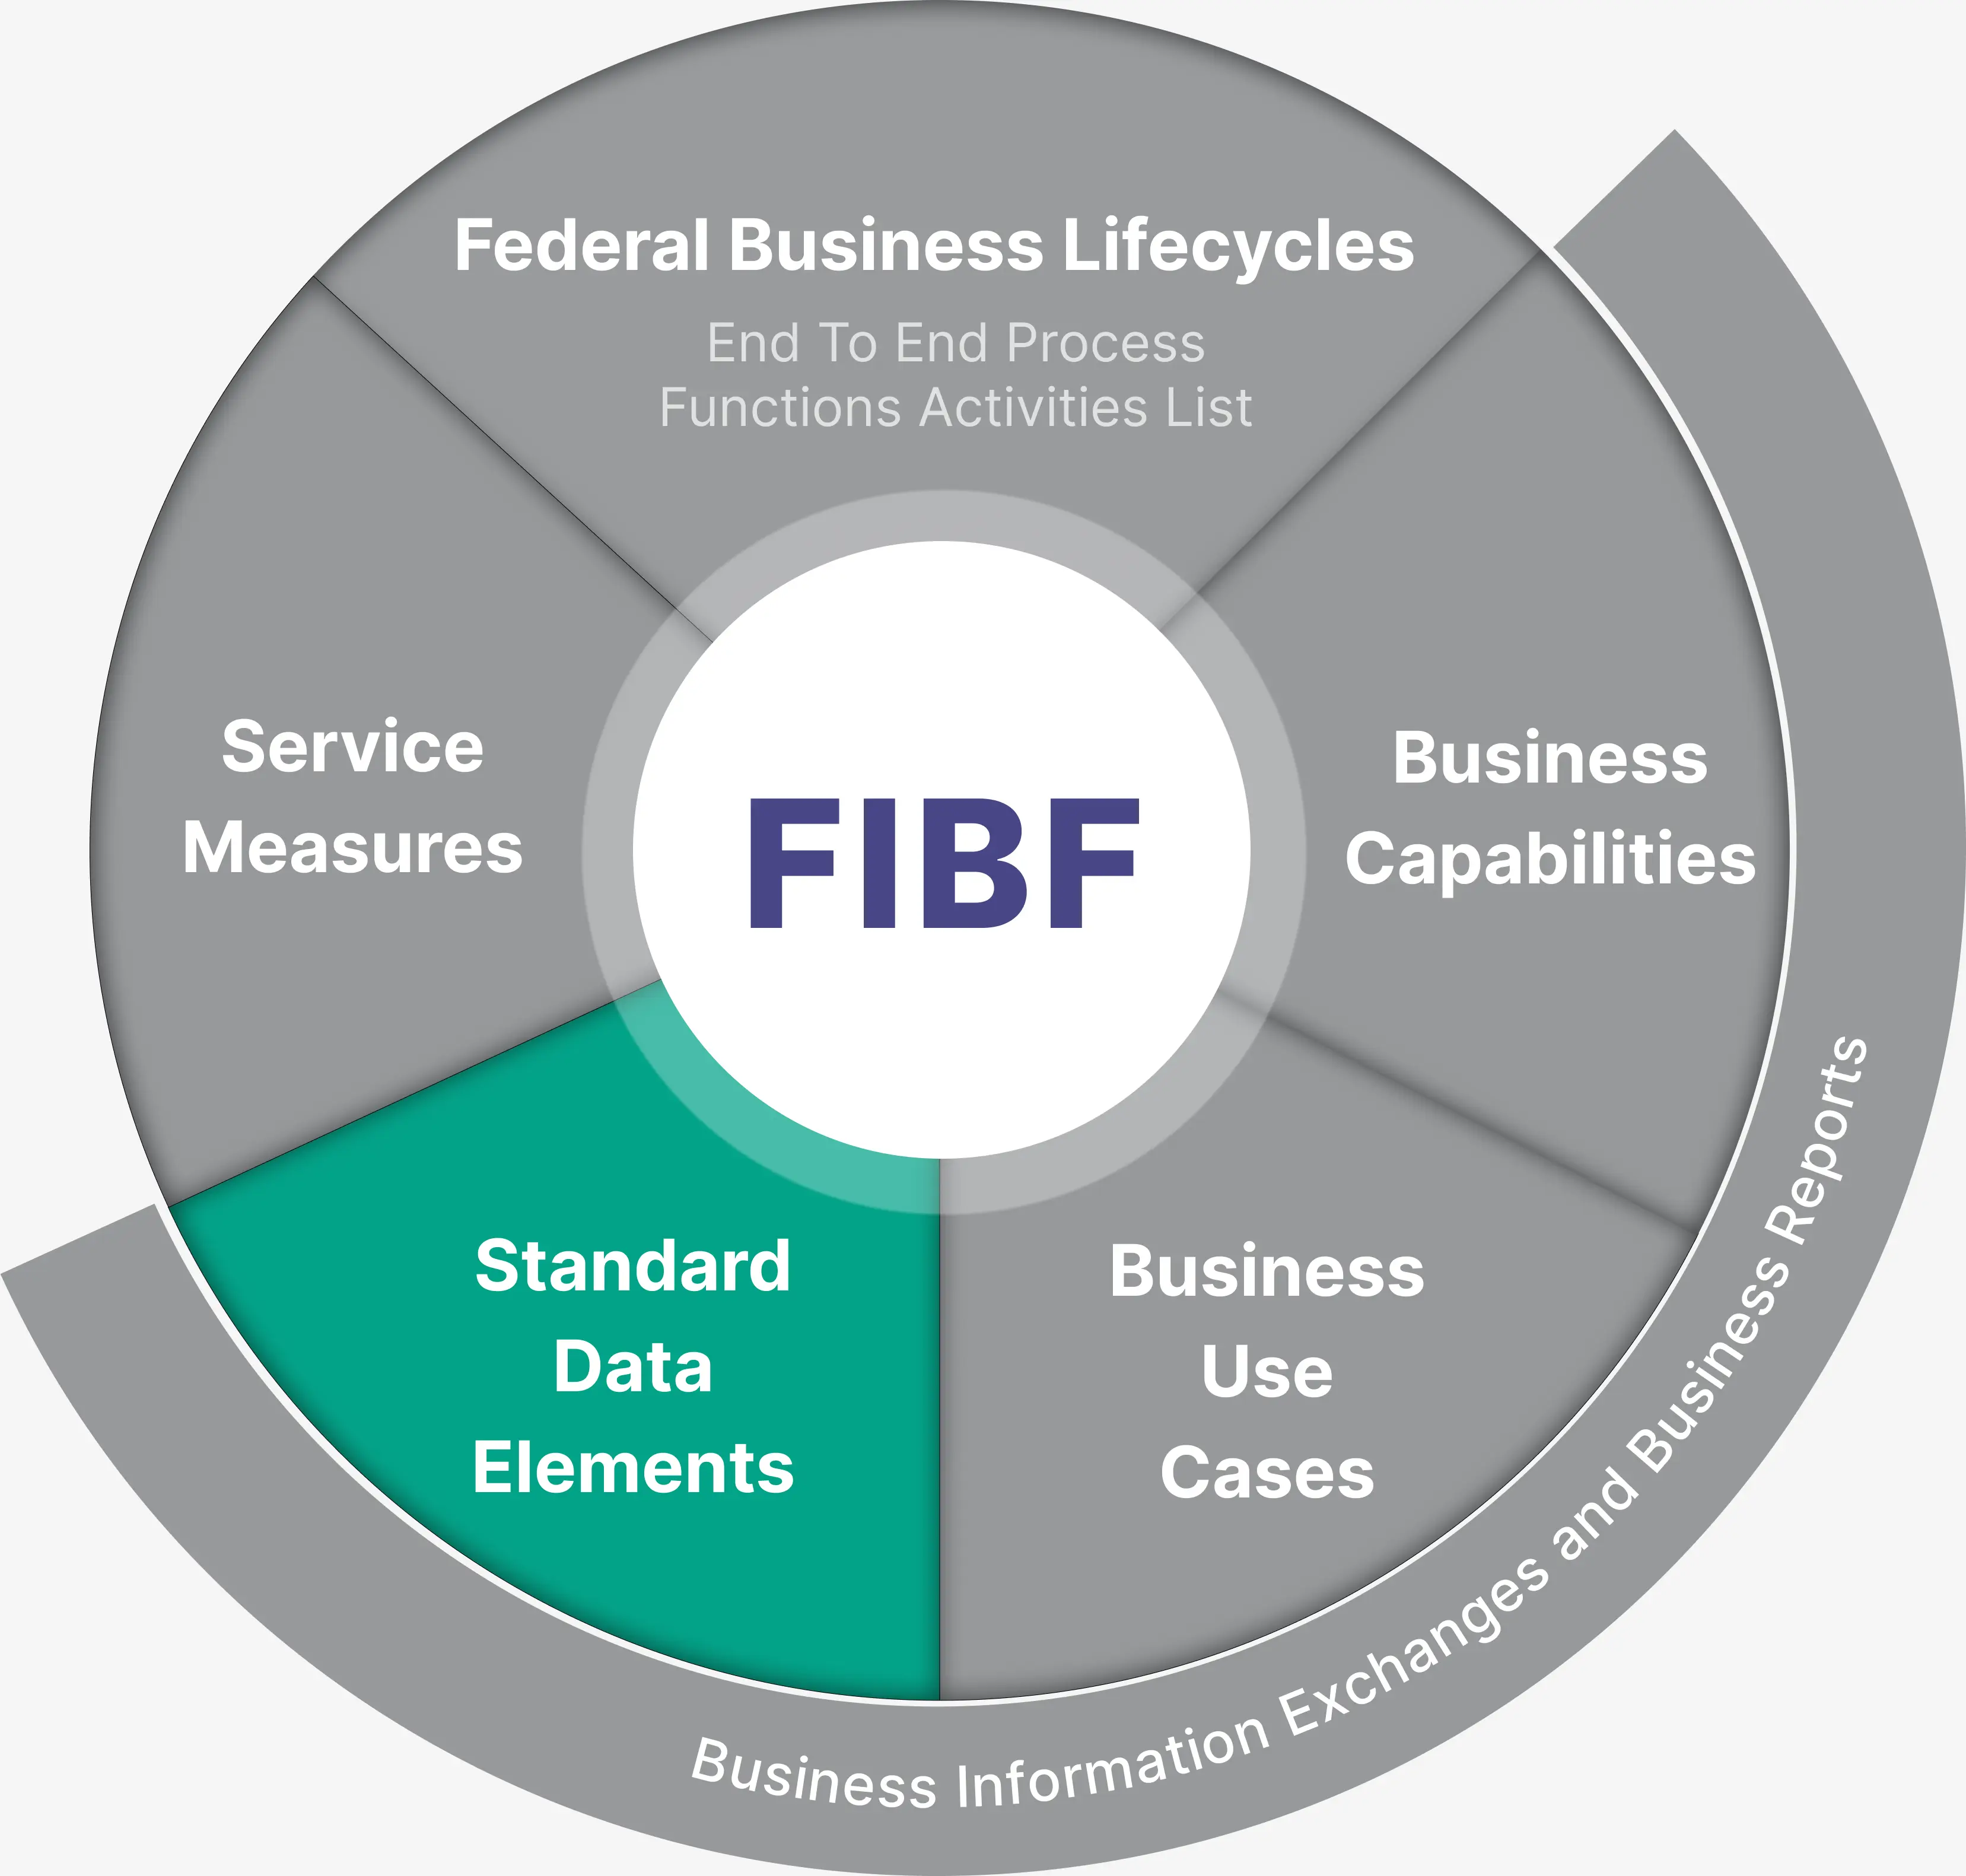 Federal Business Lifecycles
End To End Process
Functions Activities List
Service
Measures
FIBF
Business
Capabilities
Standard
Data
Elements
Business
Use
Cases
Business Information Exchanges and Business Reports